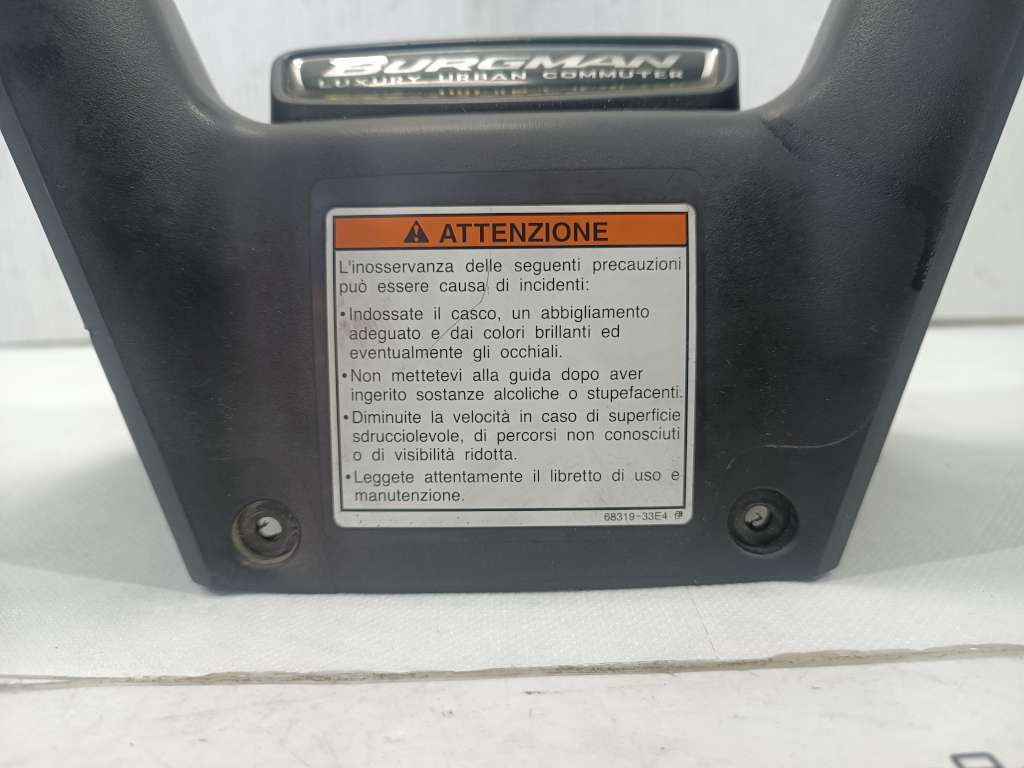 BURGMAN
LUXURY URBAN COMMUTER
ATTENZIONE
L'inosservanza delle seguenti precauzioni
può essere causa di incidenti:
•Indossate il casco, un abbigliamento
adeguato e dai colori brillanti ed
eventualmente gli occhiali.
•Non mettetevi alla guida dopo aver
ingerito sostanze alcoliche o stupefacenti.
•Diminuite la velocità in caso di superficie
sdrucciolevole, di percorsi non conosciuti
o di visibilità ridotta.
•Leggete attentamente il libretto di uso e
manutenzione.
68319-33E4